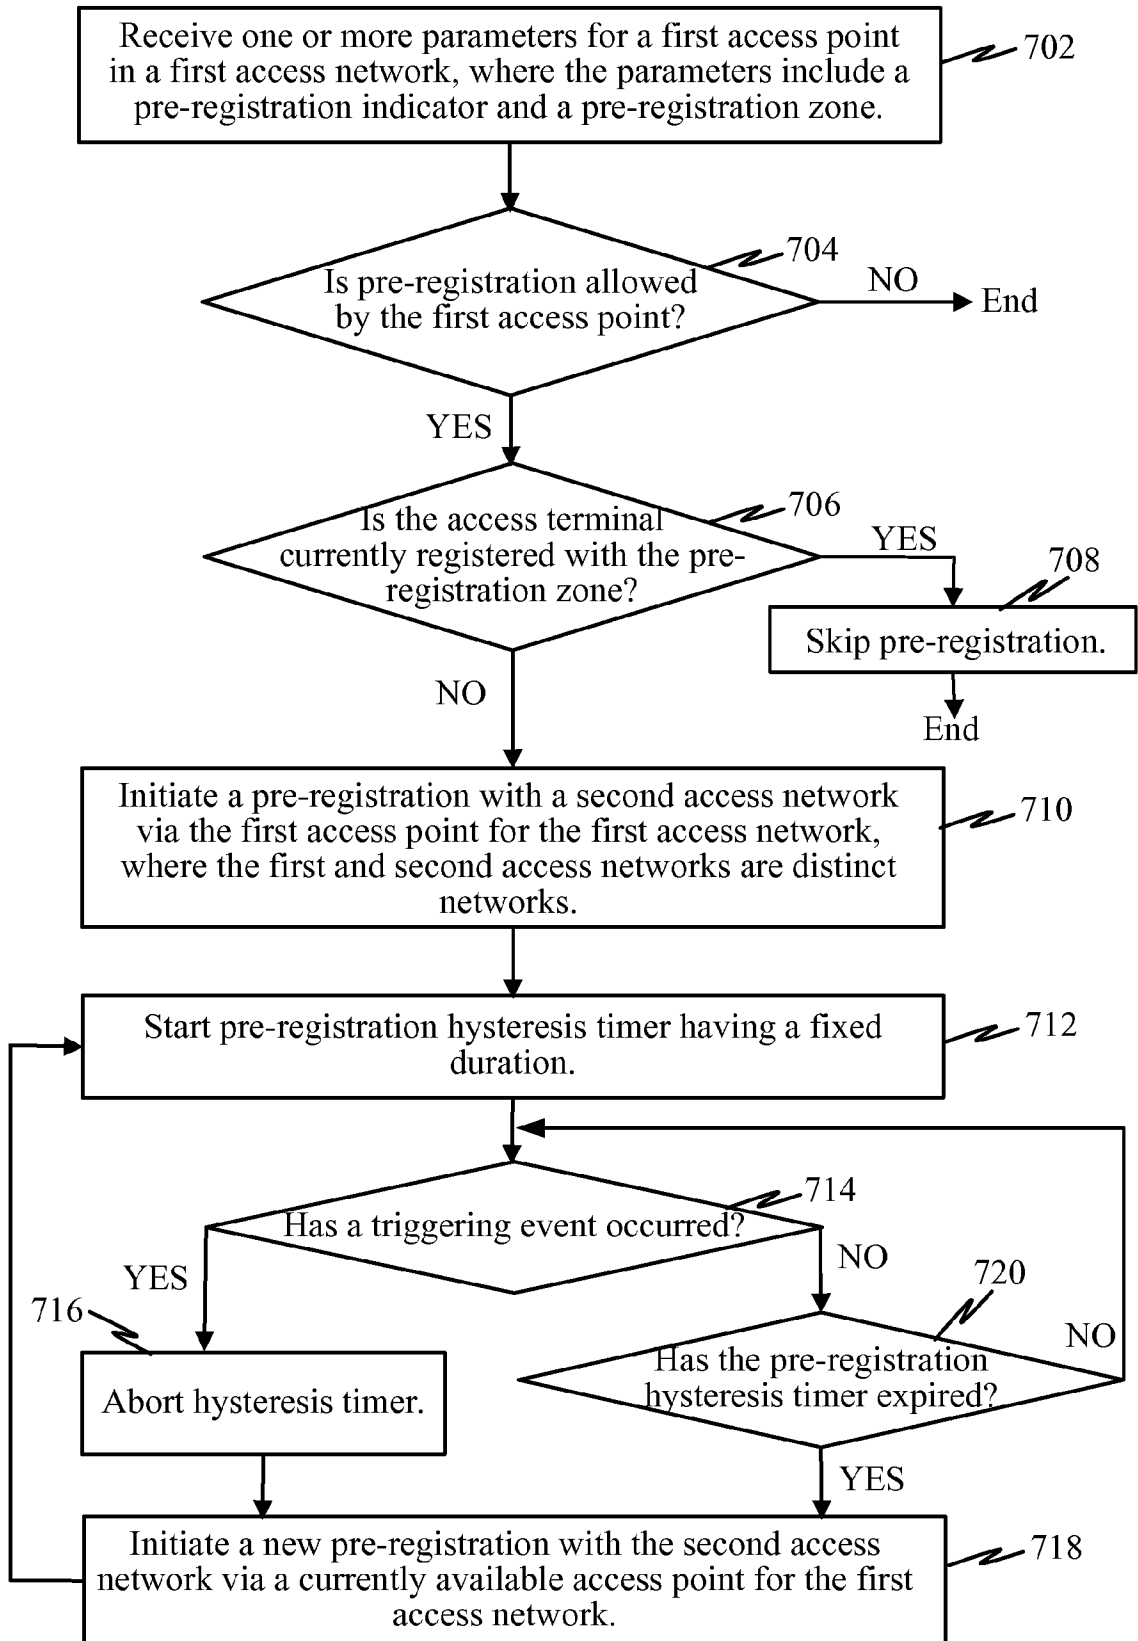 Receive one or more parameters for a first access point
in a first access network, where the parameters include a
pre-registration indicator and a pre-registration zone.
702
704
Is pre-registration allowed
by the first access point?
NO
End
YES
706
Is the access terminal
currently registered with the pre-
registration zone?
YES
708
Skip pre-registration.
End
NO
Initiate a pre-registration with a second access network
via the first access point for the first access network,
where the first and second access networks are distinct
networks.
710
Start pre-registration hysteresis timer having a fixed
duration.
712
714
Has a triggering event occurred?
YES
NO
716
720
NO
Has the pre-registration
hysteresis timer expired?
Abort hysteresis timer.
YES
Initiate a new pre-registration with the second access
network via a currently available access point for the first
access network.
718